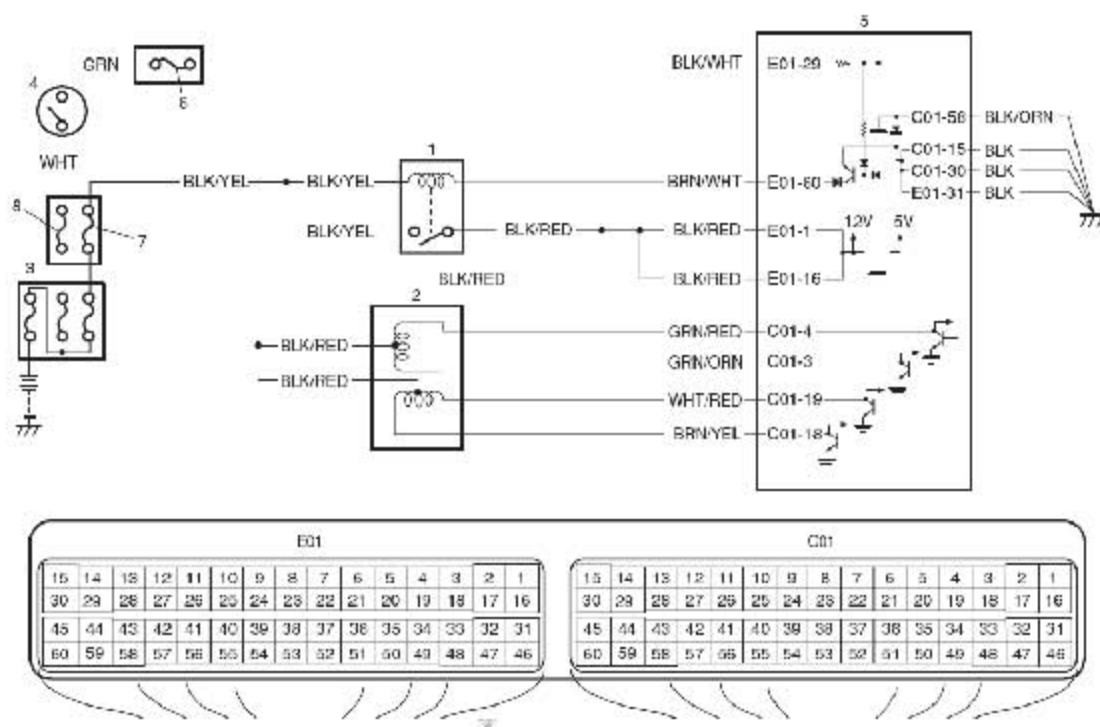 5
GRN
6
4
BLK/WHT E01-29
C01-58 BLK/ORN
C01-15 BLK
C01-30 BLK
E01-31 BLK
WHT
1
BLK/YEL BLK/YEL
BRN/WHT E01-60
8
7
BLK/YEL
BLK/RED
BLK/RED E01-1
12V 5V
3
BLK/RED
BLK/RED E01-16
2
GRN/RED C01-4
BLK/RED
GRN/ORN C01-3
BLK/RED
WHT/RED C01-19
BRN/YEL C01-18
E01 C01
15 14 13 12 11 10 9 8 7 6 5 4 3 2 1 15 14 13 12 11 10 9 8 7 6 5 4 3 2 1
30 29 28 27 26 25 24 23 22 21 20 19 18 17 16 30 29 28 27 26 25 24 23 22 21 20 19 18 17 16
45 44 43 42 41 40 39 38 37 36 35 34 33 32 31 45 44 43 42 41 40 39 38 37 36 35 34 33 32 31
60 59 58 57 56 55 54 53 52 51 50 49 48 47 46 60 59 58 57 56 55 54 53 52 51 50 49 48 47 46